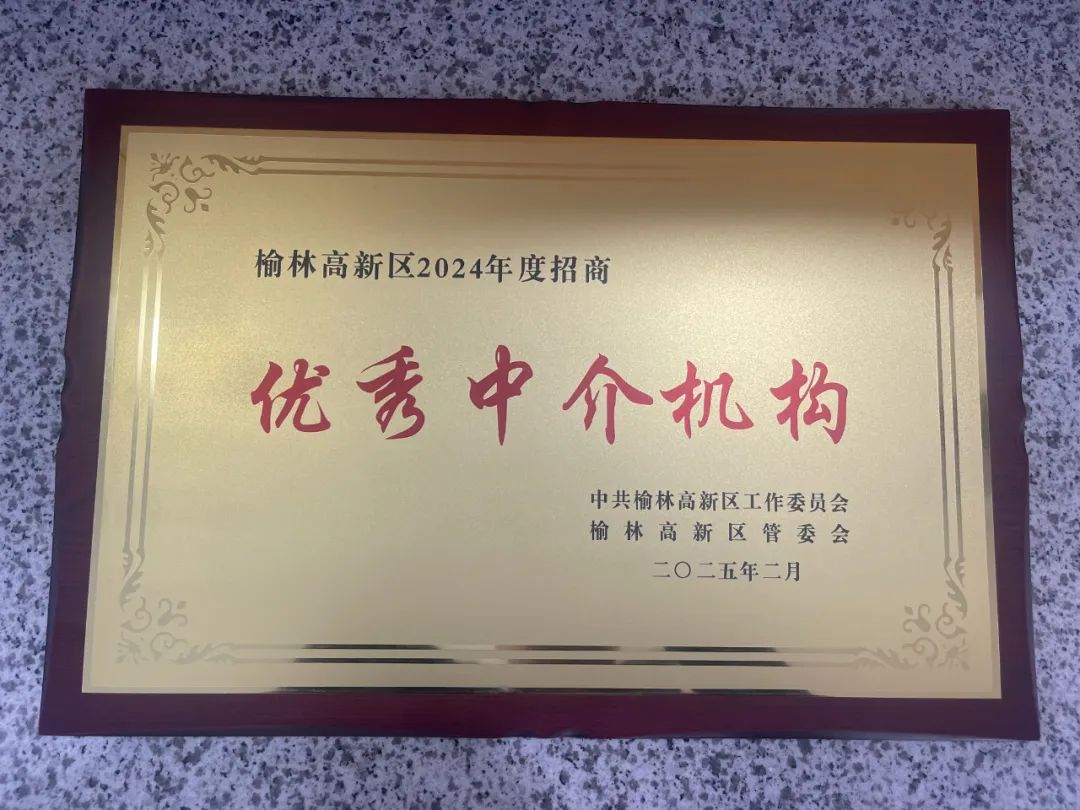 榆林高新区2024年度招商
优秀中介机构
中共榆林高新区工作委员会
榆林高新区管委会
二〇二五年二月